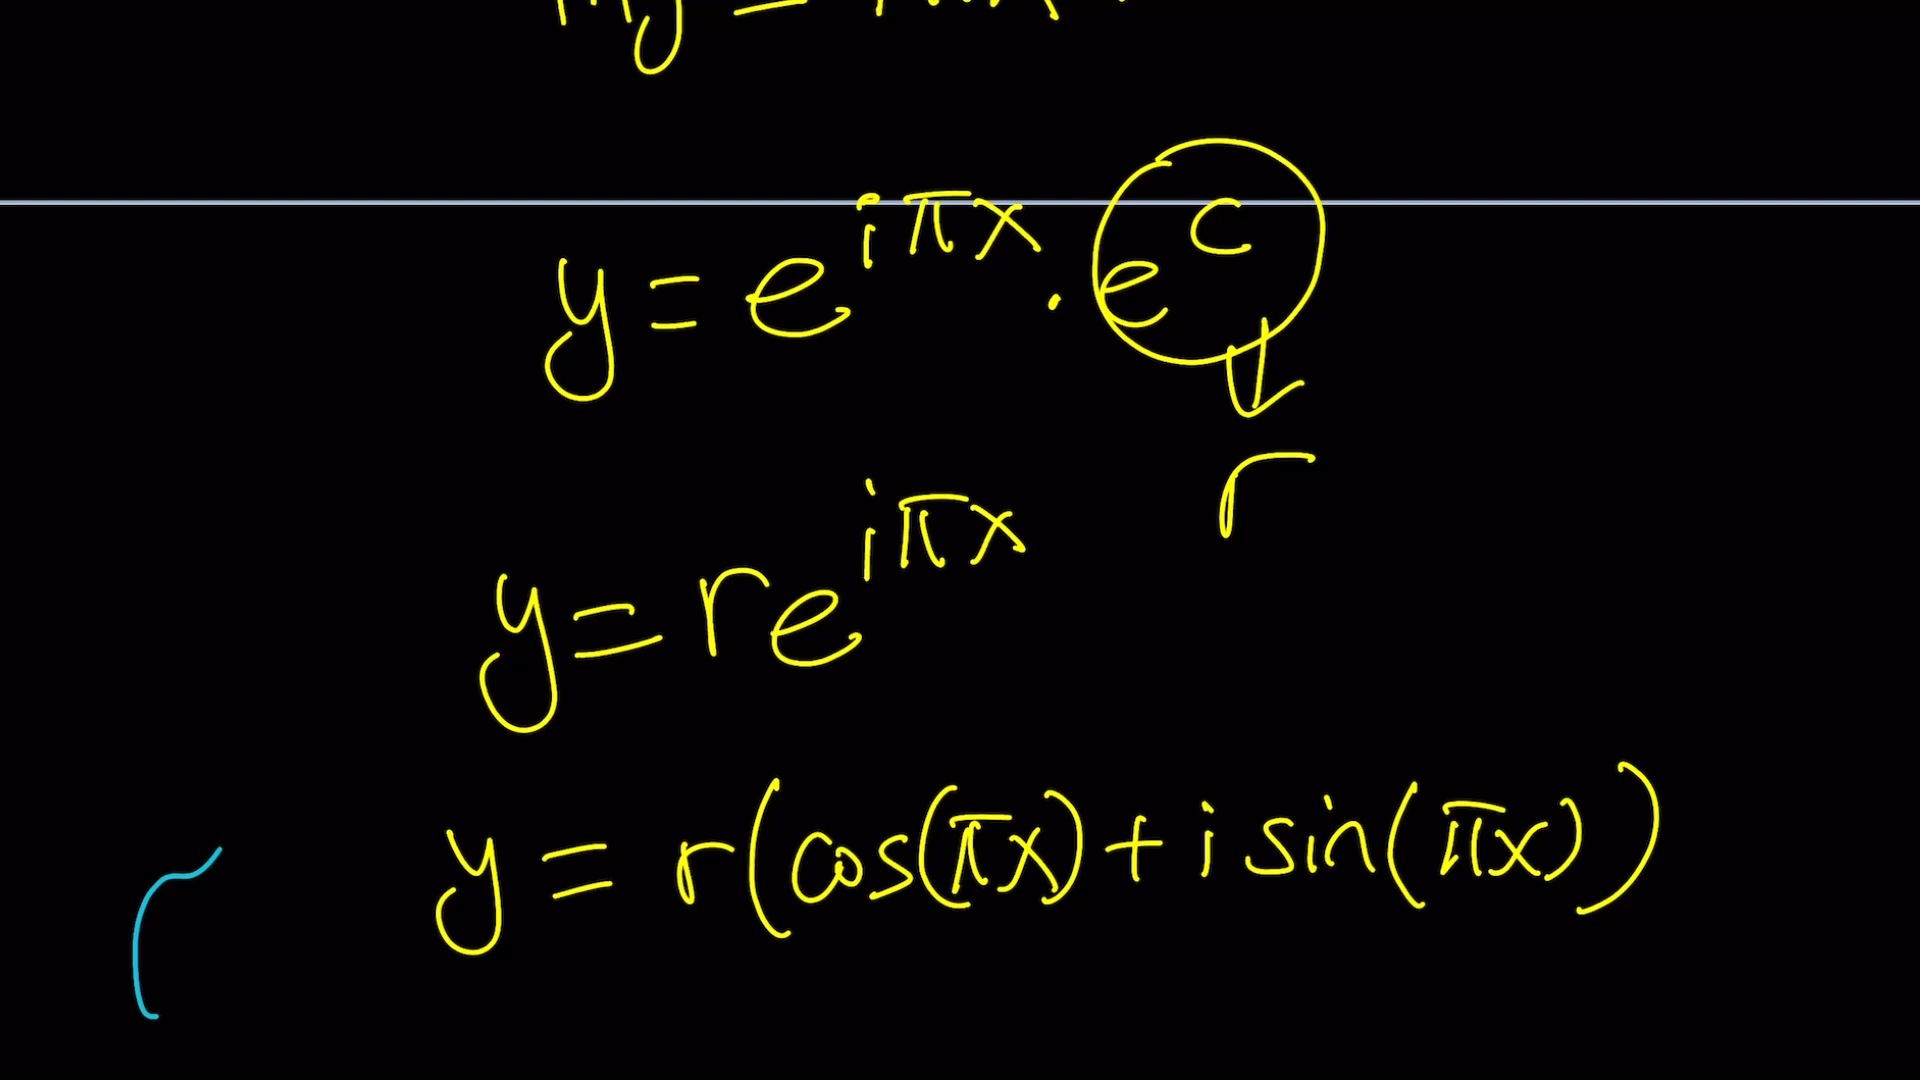 y = e^{iπx} · e^{c}
r
y = re^{iπx}
y = r(cos(πx) + i sin(πx))